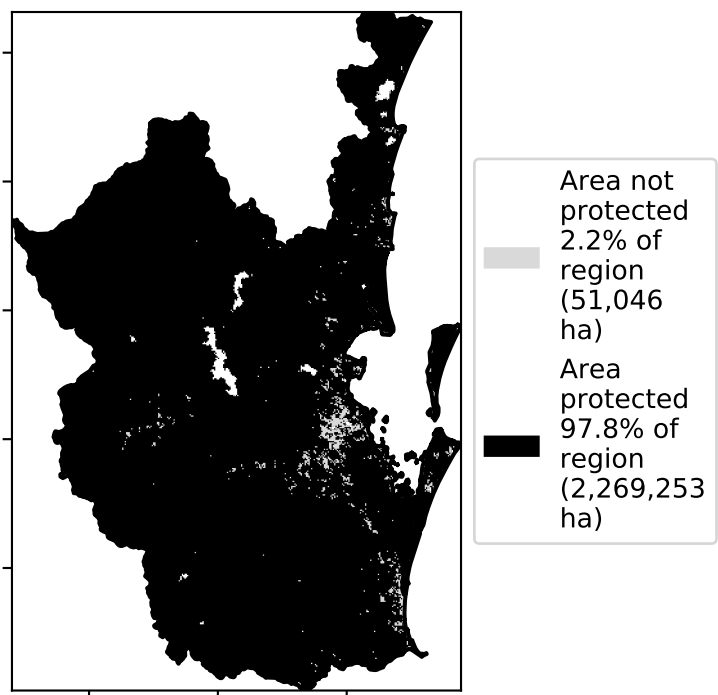 Area not
protected
2.2% of
region
(51,046
ha)
Area
protected
97.8% of
region
(2,269,253
ha)